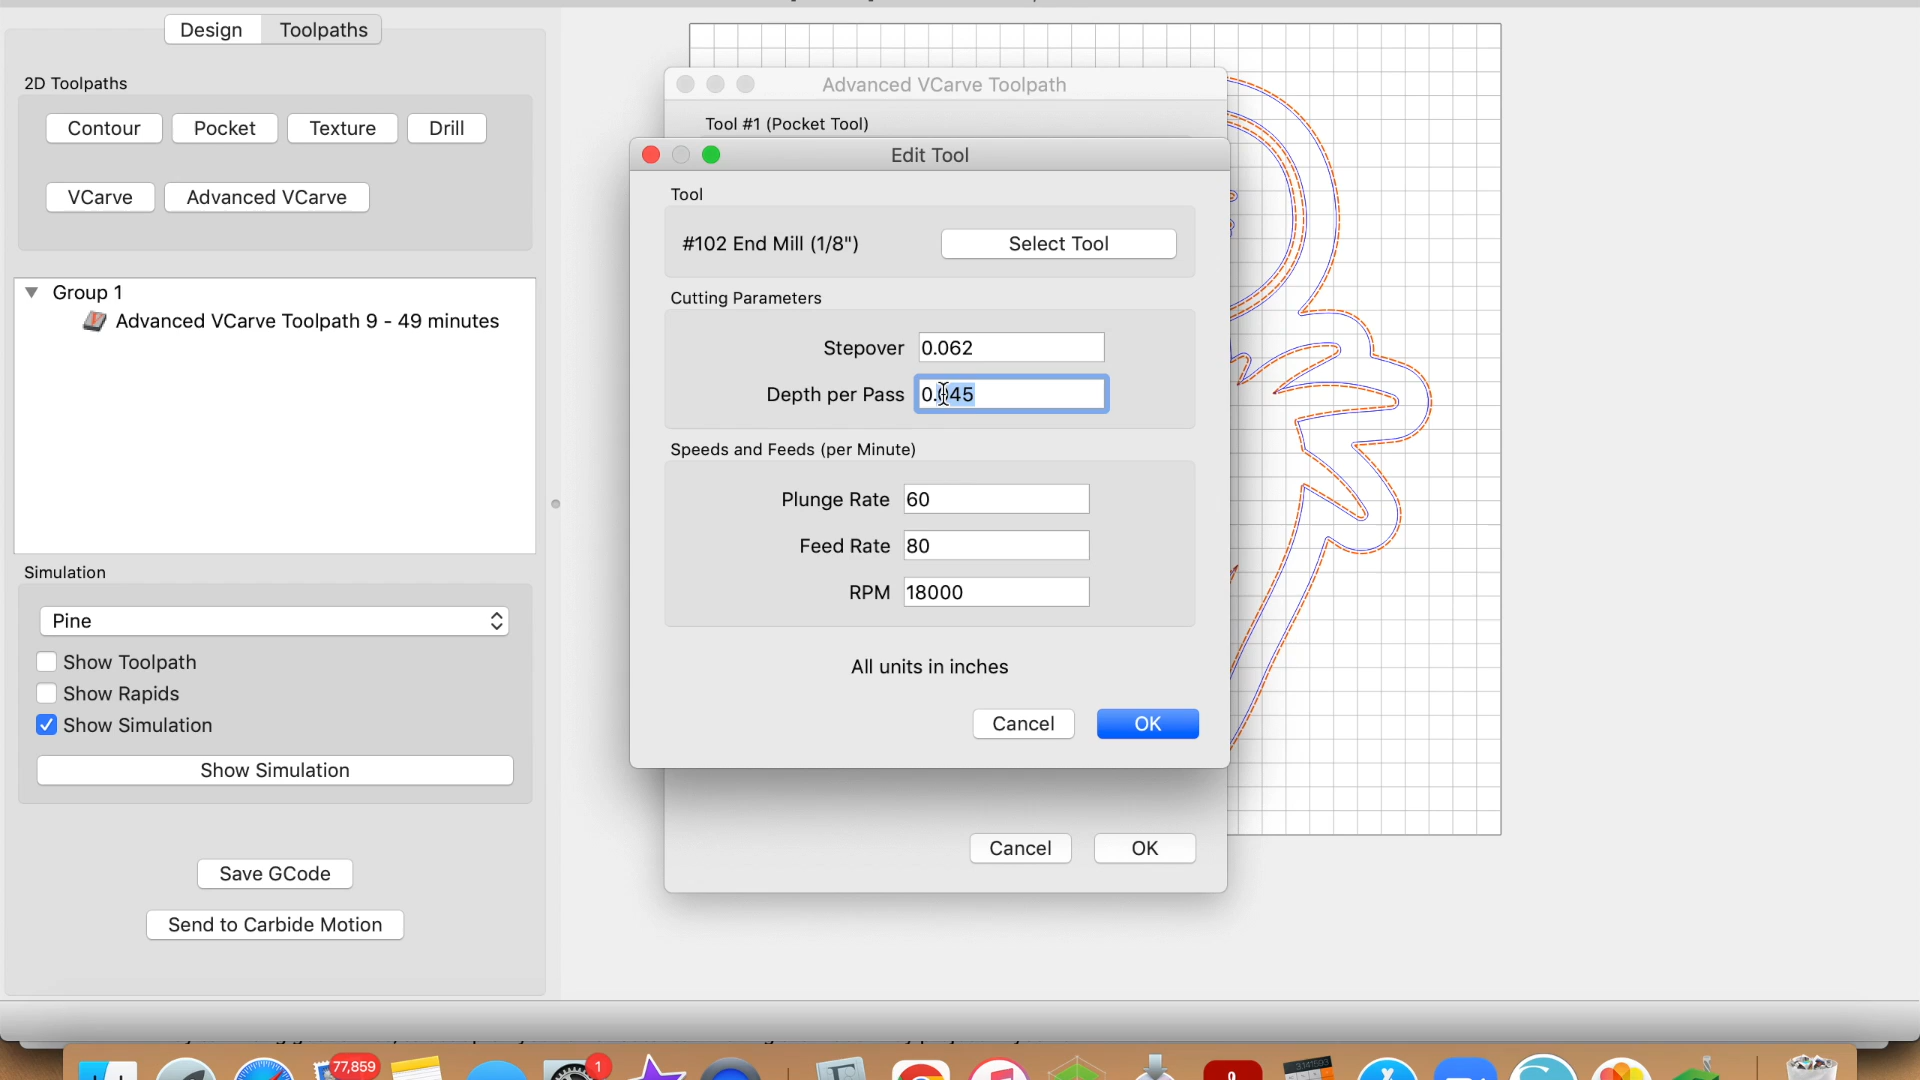 Design
Toolpaths
2D Toolpaths
Contour
Pocket
Texture
Drill
VCarve
Advanced VCarve
Group 1
Advanced VCarve Toolpath 9 - 49 minutes
Simulation
Pine
Show Toolpath
Show Rapids
Show Simulation
Show Simulation
Save GCode
Send to Carbide Motion
Advanced VCarve Toolpath
Tool #1 (Pocket Tool)
Edit Tool
Tool
#102 End Mill (1/8")
Select Tool
Cutting Parameters
Stepover 0.062
Depth per Pass 0.045
Speeds and Feeds (per Minute)
Plunge Rate 60
Feed Rate 80
RPM 18000
All units in inches
Cancel
OK
Cancel
OK
77,859
1